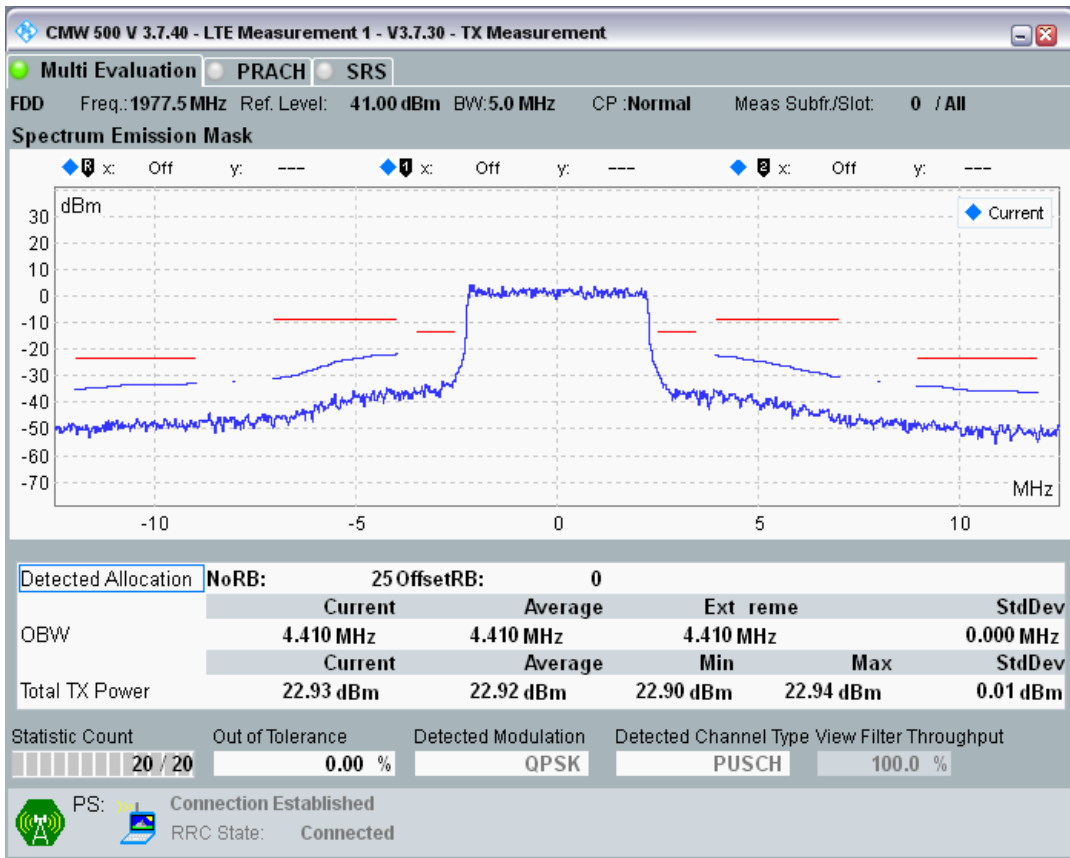 CMW 500 V 3.7.40 - LTE Measurement 1 - V3.7.30 - TX Measurement
Multi Evaluation PRACH SRS
FDD Freq.: 1977.5 MHz Ref. Level: 41.00 dBm BW: 5.0 MHz CP : Normal Meas Subfr./Slot: 0 / All
Spectrum Emission Mask
R x: Off y: --- 1 x: Off y: --- 2 x: Off y: ---
dBm
Current
30
20
10
0
-10
-20
-30
-40
-50
-60
-70
MHz
-10 -5 0 5 10
Detected Allocation NoRB: 25 OffsetRB: 0
Current Average Ext reme StdDev
OBW 4.410 MHz 4.410 MHz 4.410 MHz 0.000 MHz
Current Average Min Max StdDev
Total TX Power 22.93 dBm 22.92 dBm 22.90 dBm 22.94 dBm 0.01 dBm
Statistic Count Out of Tolerance Detected Modulation Detected Channel Type View Filter Throughput
20 / 20 0.00 % QPSK PUSCH 100.0 %
PS: Connection Established
RRC State: Connected